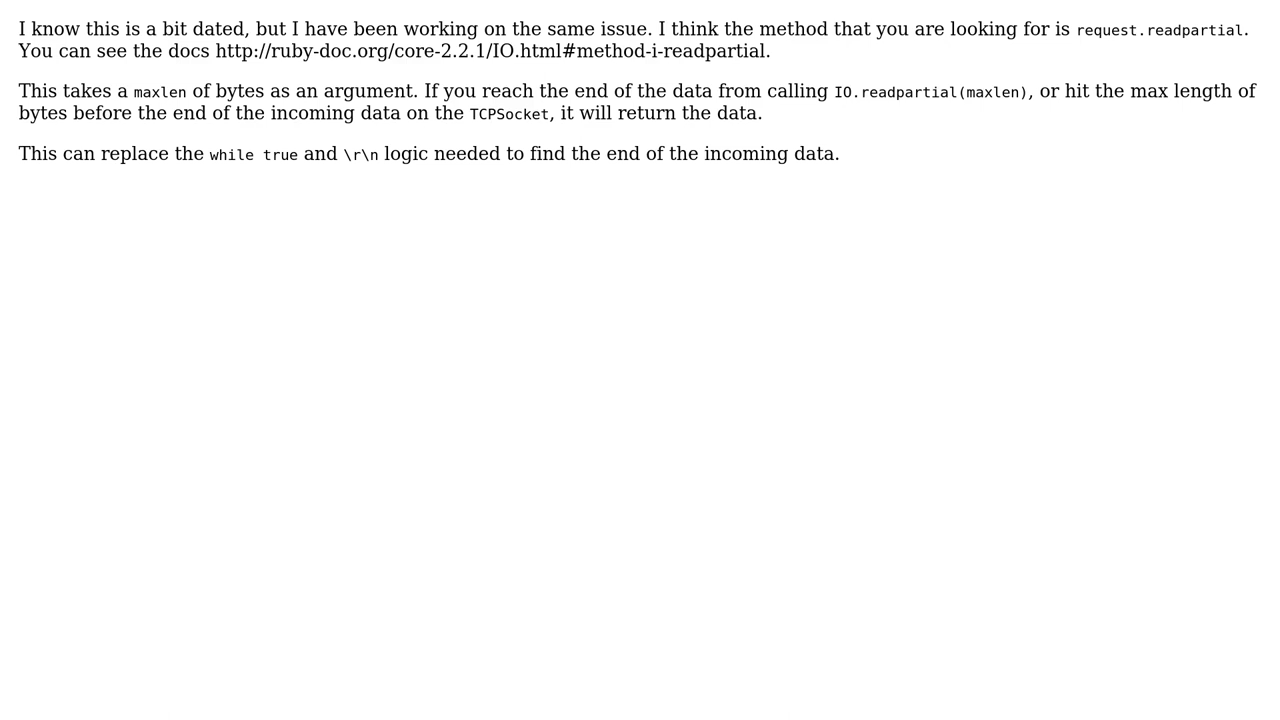 I know this is a bit dated, but I have been working on the same issue. I think the method that you are looking for is request.readpartial.
You can see the docs http://ruby-doc.org/core-2.2.1/IO.html#method-i-readpartial.
This takes a maxlen of bytes as an argument. If you reach the end of the data from calling IO.readpartial(maxlen), or hit the max length of
bytes before the end of the incoming data on the TCPSocket, it will return the data.
This can replace the while true and \r\n logic needed to find the end of the incoming data.